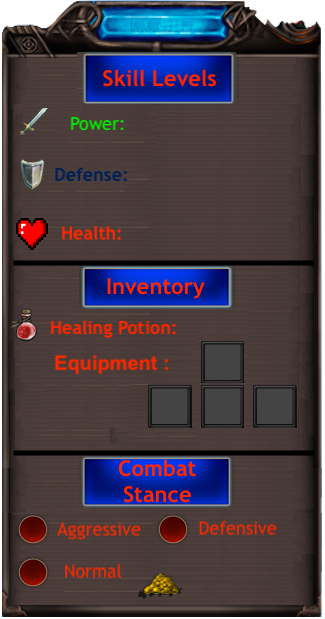 Skill Levels
Power:
Defense:
Health:
Inventory
Healing Potion:
Equipment :
Combat
Stance
Aggressive
Defensive
Normal